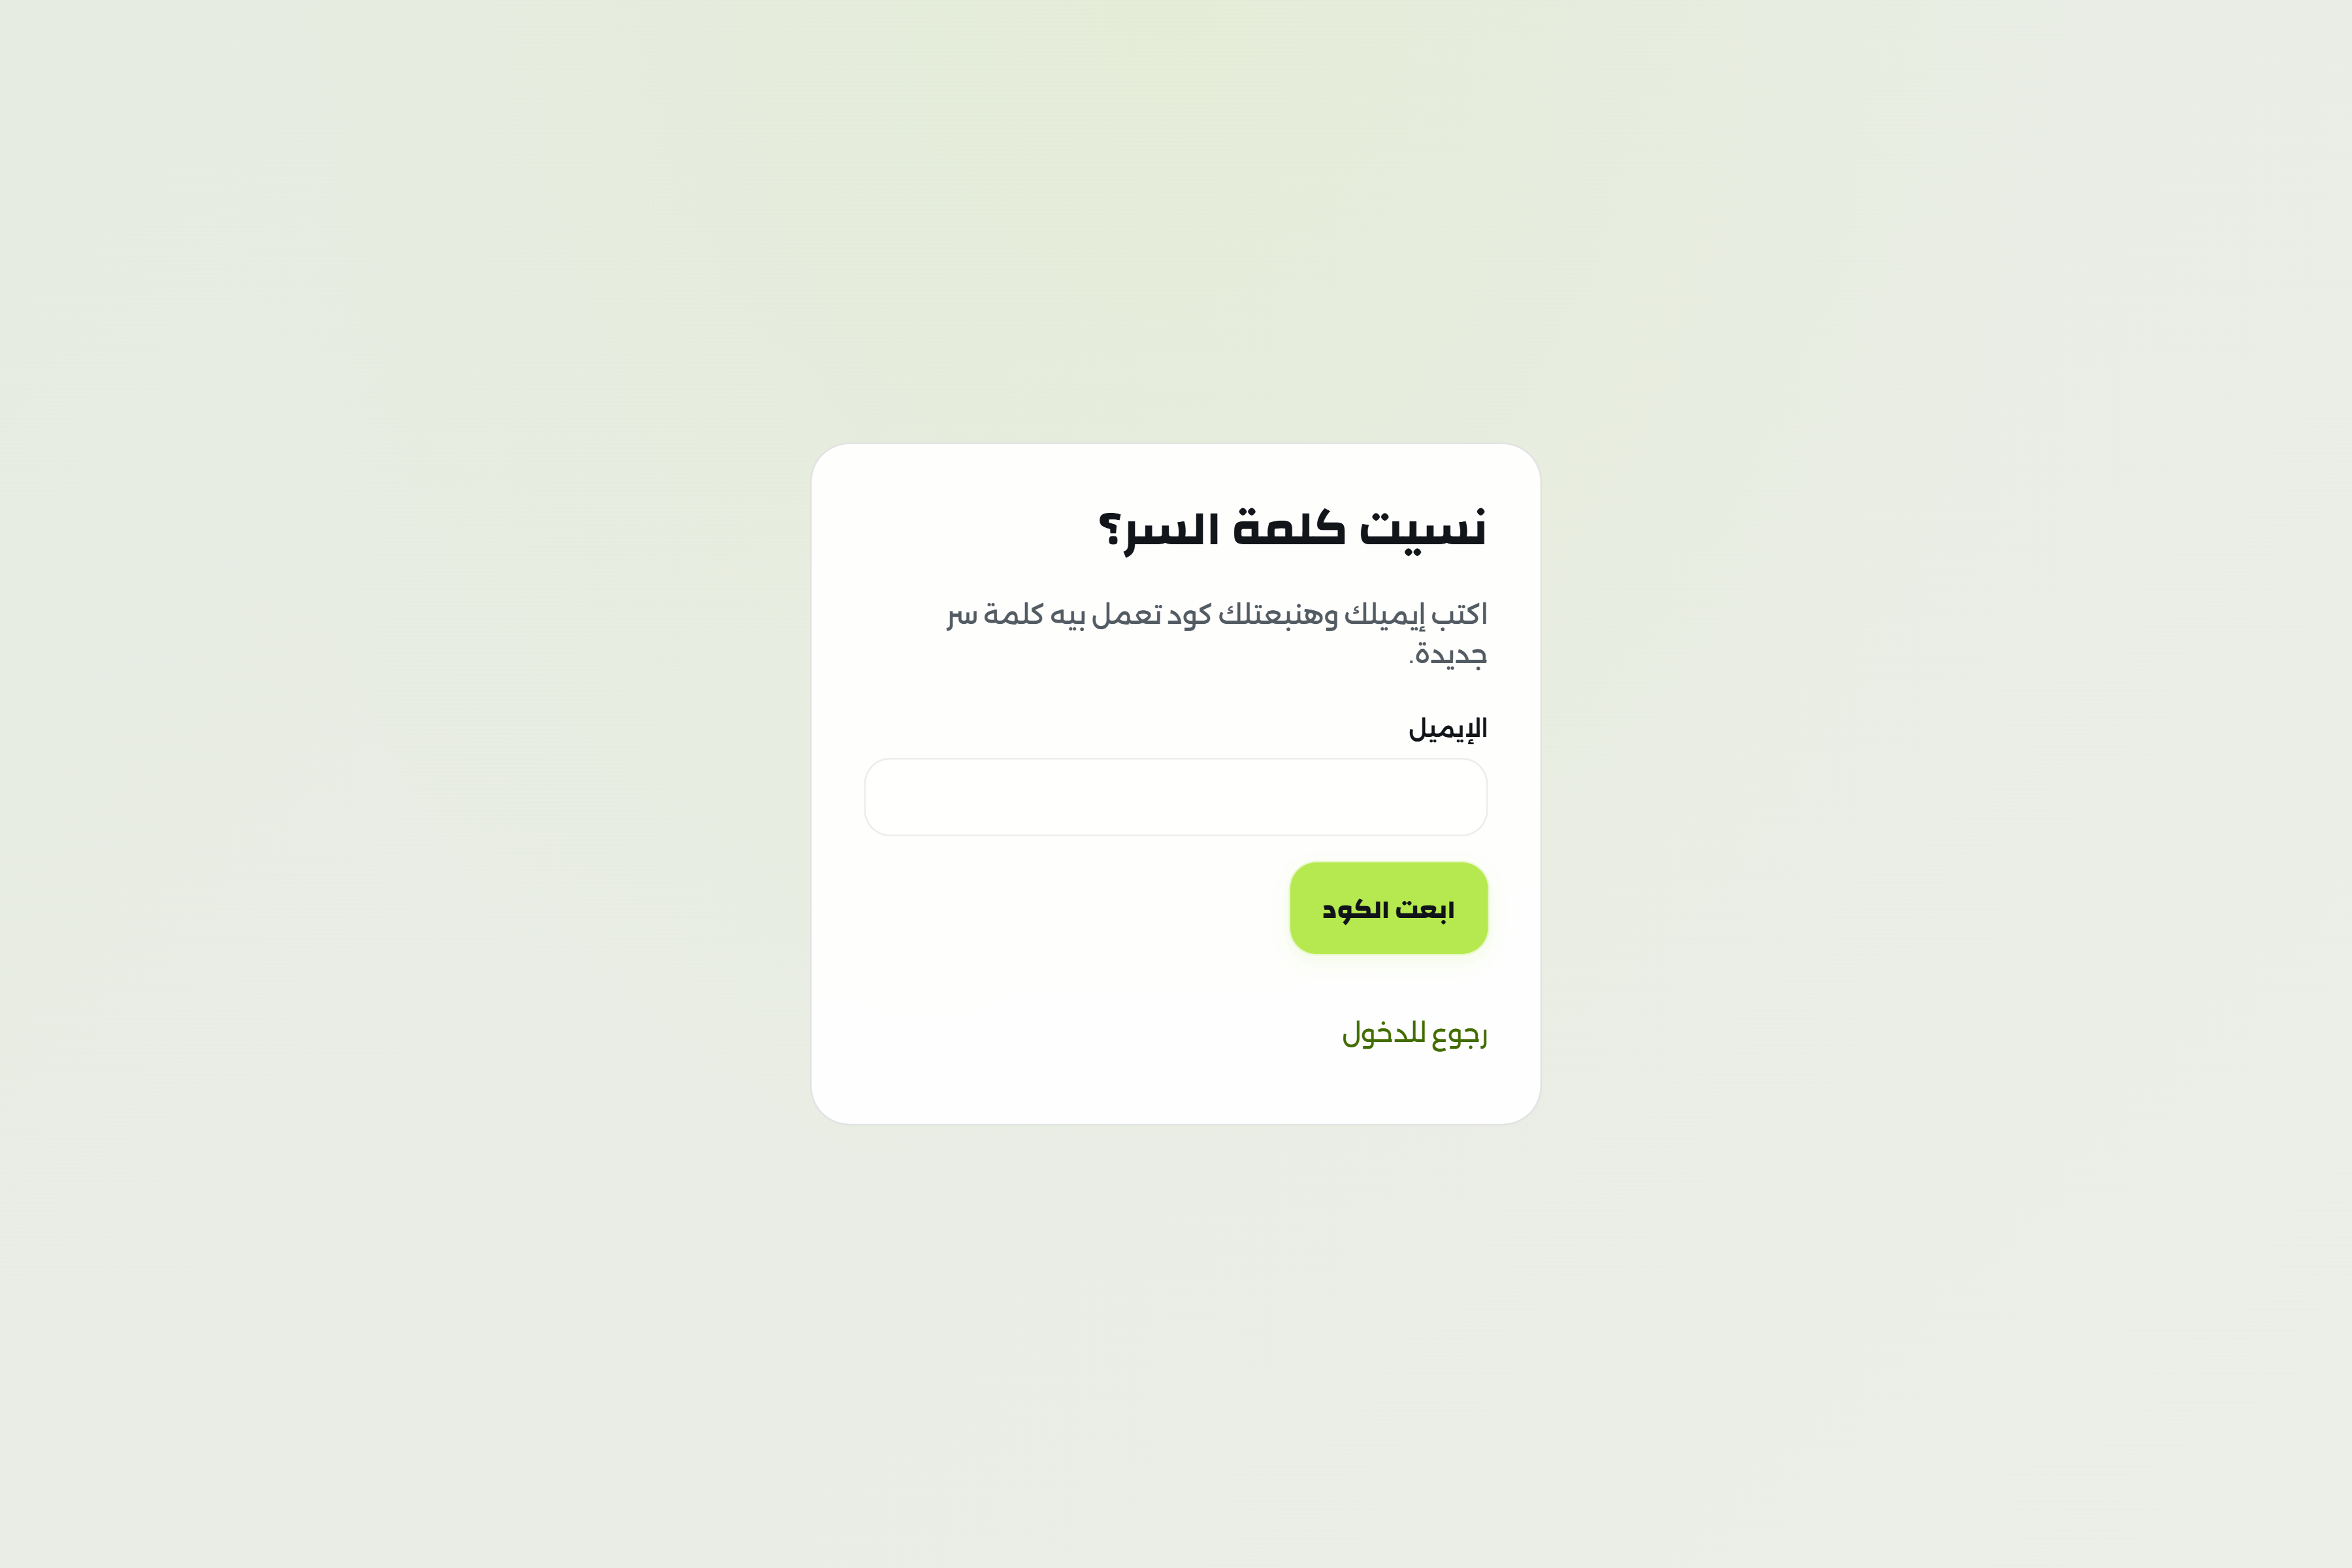 نسيت كلمة السر؟
اكتب إيميلك وهنبعتلك كود تعمل بيه كلمة سر
جديدة.
الإيميل
ابعت الكود
رجوع للدخول